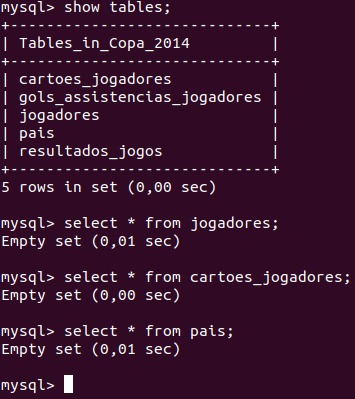 mysql> show tables;
+---------------------------+
| Tables_in_Copa_2014       |
+---------------------------+
| cartoes_jogadores         |
| gols_assistencias_jogadores |
| jogadores                 |
| pais                      |
| resultados_jogos          |
+---------------------------+
5 rows in set (0,00 sec)
mysql> select * from jogadores;
Empty set (0,01 sec)
mysql> select * from cartoes_jogadores;
Empty set (0,00 sec)
mysql> select * from pais;
Empty set (0,01 sec)
mysql>